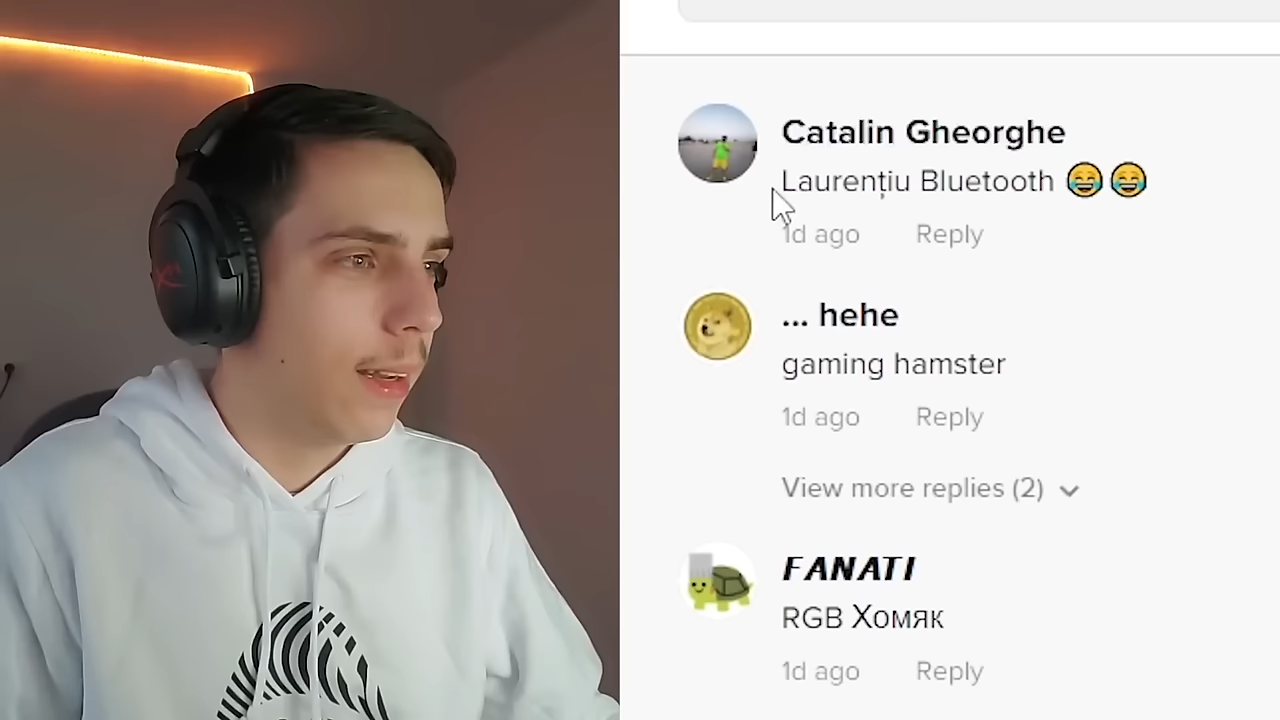 Catalin Gheorghe
Laurențiu Bluetooth 😂😂
1d ago Reply
... hehe
gaming hamster
1d ago Reply
View more replies (2)
FANATI
RGB Хомяк
1d ago Reply